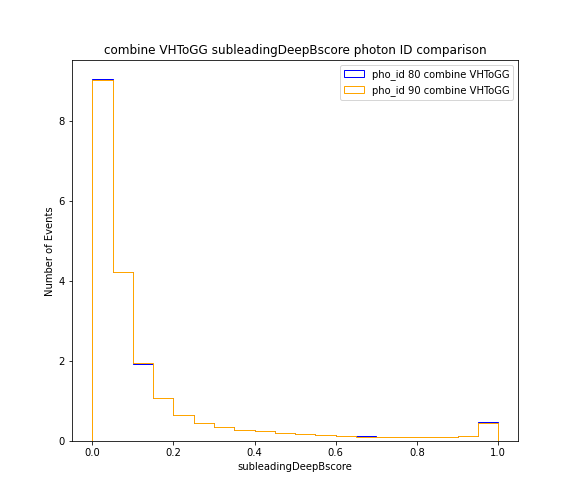 combine VHToGG subleadingDeepBscore photon ID comparison
pho_id 80 combine VHToGG
pho_id 90 combine VHToGG
Number of Events
8
6
4
2
0
0.0 0.2 0.4 0.6 0.8 1.0
subleadingDeepBscore